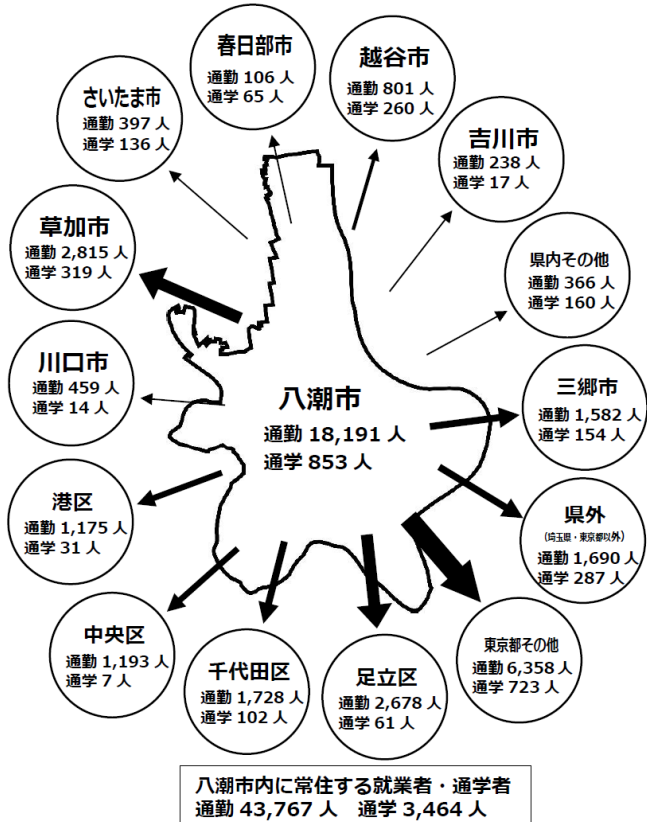 春日部市
通勤 106 人
通学 65 人
越谷市
通勤 801 人
通学 260 人
さいたま市
通勤 397 人
通学 136 人
吉川市
通勤 238 人
通学 17 人
草加市
通勤 2,815 人
通学 319 人
県内その他
通勤 366 人
通学 160 人
川口市
通勤 459 人
通学 14 人
八潮市
通勤 18,191 人
通学 853 人
三郷市
通勤 1,582 人
通学 154 人
港区
通勤 1,175 人
通学 31 人
県外
(埼玉県・東京都以外)
通勤 1,690 人
通学 287 人
中央区
通勤 1,193 人
通学 7 人
千代田区
通勤 1,728 人
通学 102 人
足立区
通勤 2,678 人
通学 61 人
東京都その他
通勤 6,358 人
通学 723 人
八潮市内に常住する就業者・通学者
通勤 43,767 人 通学 3,464 人